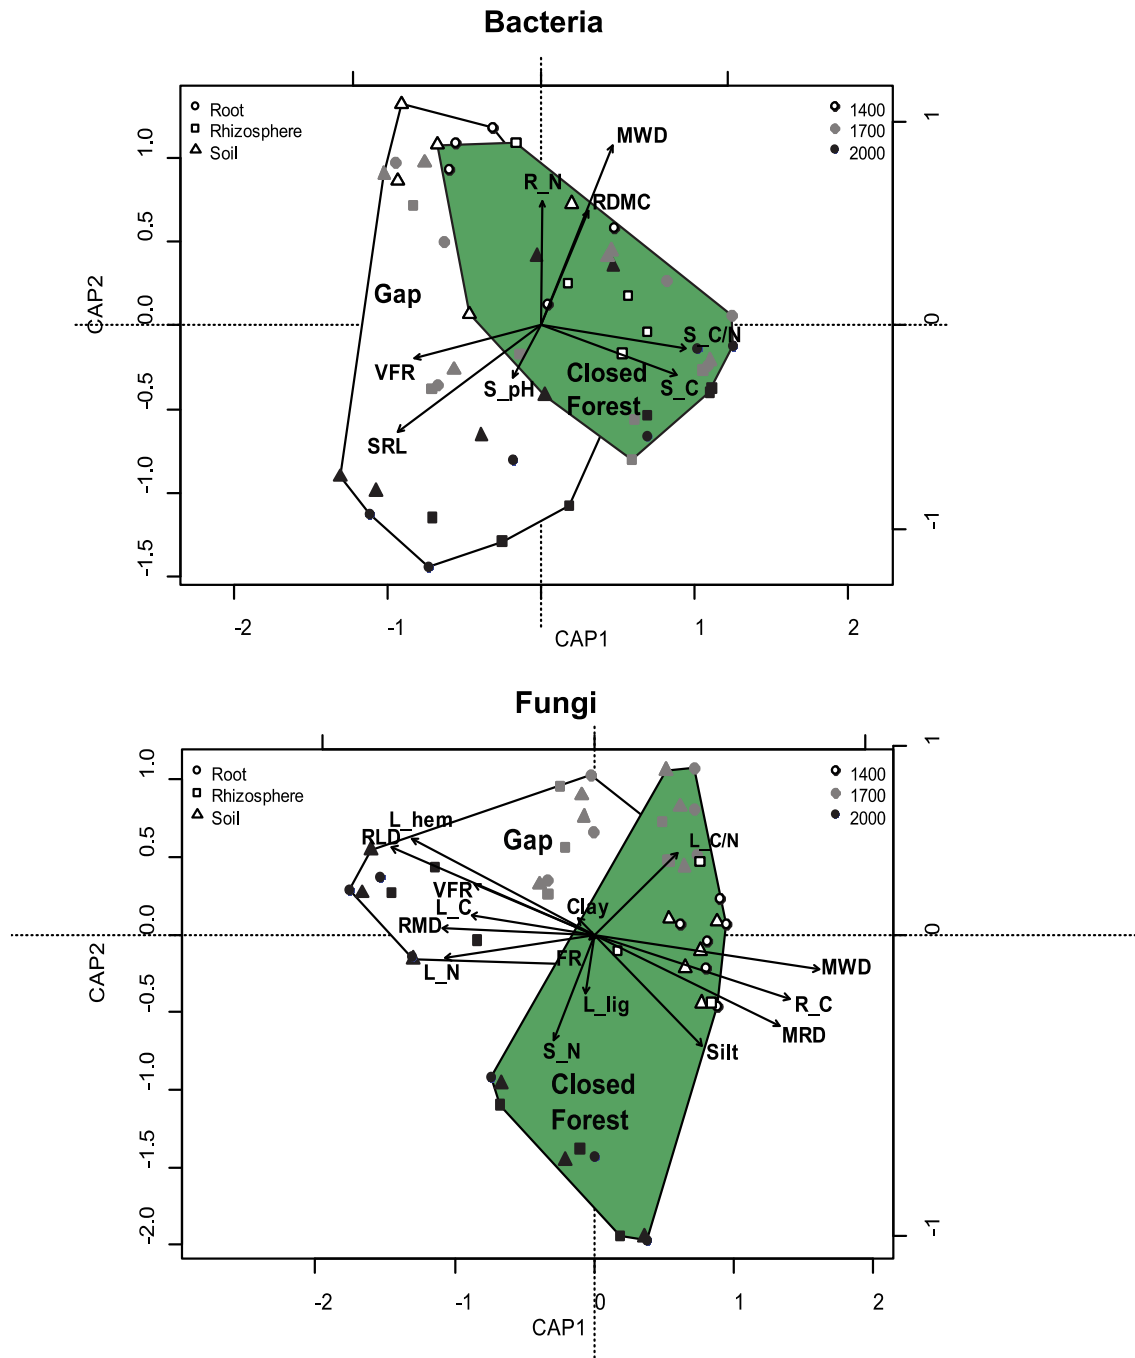 Bacteria
Root
Rhizosphere
Soil
1400
1700
2000
MWD
R_N
RDMC
Gap
S_C/N
VFR
S_pH
Closed
Forest
S_C
SRL
CAP2
1.0
0.5
0.0
-0.5
-1.0
-1.5
1
0
-1
-2
-1
0
1
2
CAP1
Fungi
Root
Rhizosphere
Soil
1400
1700
2000
L_hem
RLD
Gap
L_C/N
VFR
L_C
Clay
RMD
FR
L_N
MWD
L_lig
R_C
MRD
S_N
Silt
Closed
Forest
CAP2
1.0
0.5
0.0
-0.5
-1.0
-1.5
-2.0
1
0
-1
-2
-1
0
1
2
CAP1